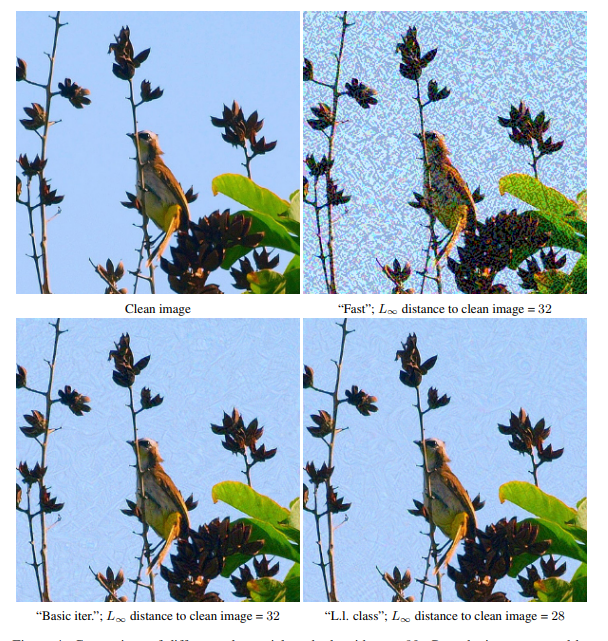 Clean image
“Fast”; L∞ distance to clean image = 32
“Basic iter.”; L∞ distance to clean image = 32
“L.l. class”; L∞ distance to clean image = 28